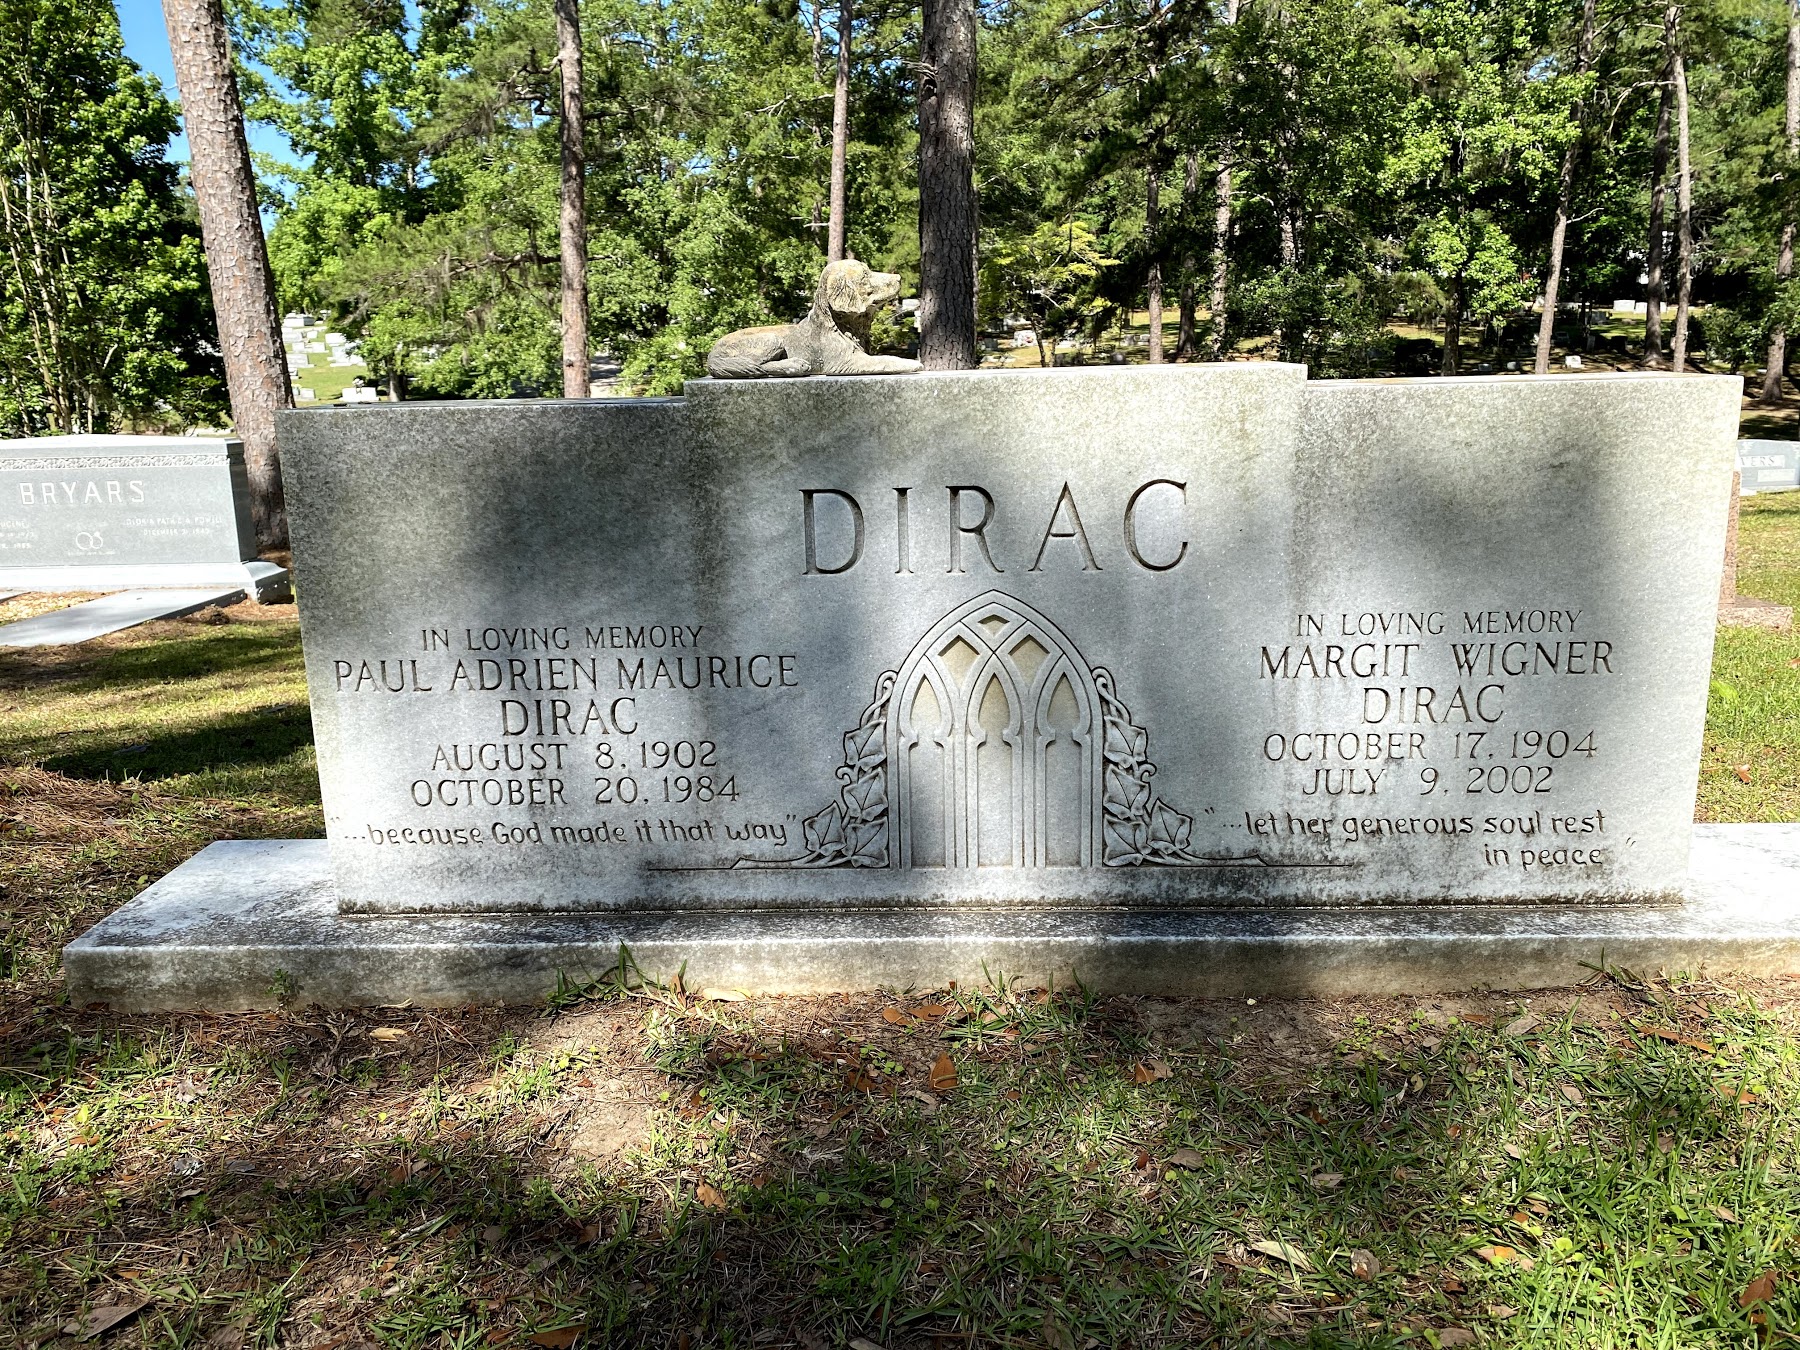 DIRAC
IN LOVING MEMORY
PAUL ADRIEN MAURICE
DIRAC
AUGUST 8, 1902
OCTOBER 20, 1984
"...because God made it that way"
IN LOVING MEMORY
MARGIT WIGNER
DIRAC
OCTOBER 17, 1904
JULY 9, 2002
"...let her generous soul rest
in peace"
BRYARS